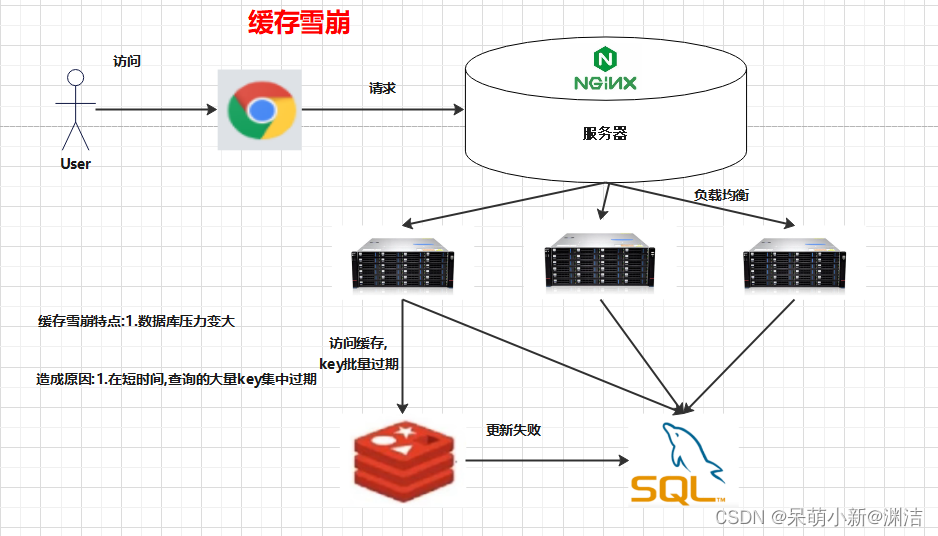 缓存雪崩
访问
请求
NGINX
服务器
User
负载均衡
缓存雪崩特点:1.数据库压力变大
访问缓存,
key批量过期
造成原因:1.在短时间,查询的大量key集中过期
更新失败
SQL
TM
CSDN @呆萌小新@渊洁